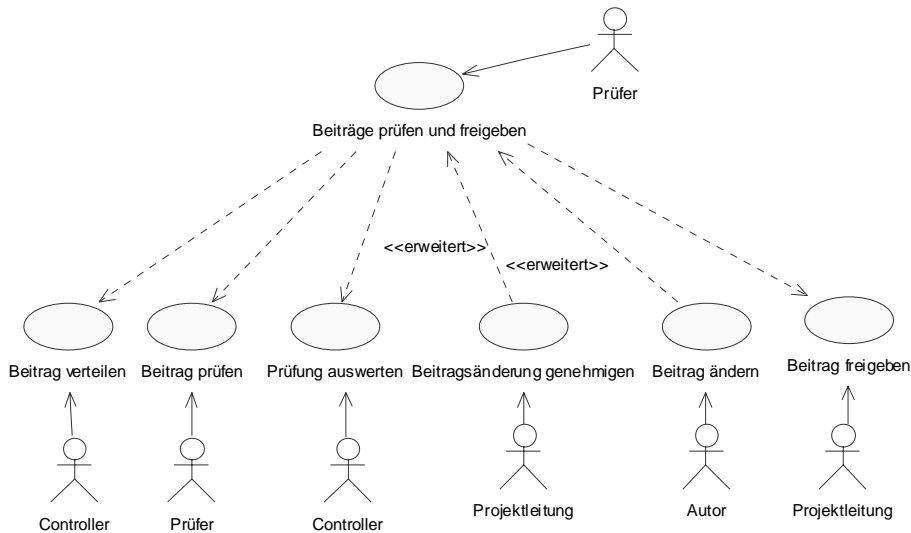 Prüfer
Beiträge prüfen und freigeben
<<erweitert>>
<<erweitert>>
Beitrag verteilen
Beitrag prüfen
Prüfung auswerten
Beitragsänderung genehmigen
Beitrag ändern
Beitrag freigeben
Controller
Prüfer
Controller
Projektleitung
Autor
Projektleitung